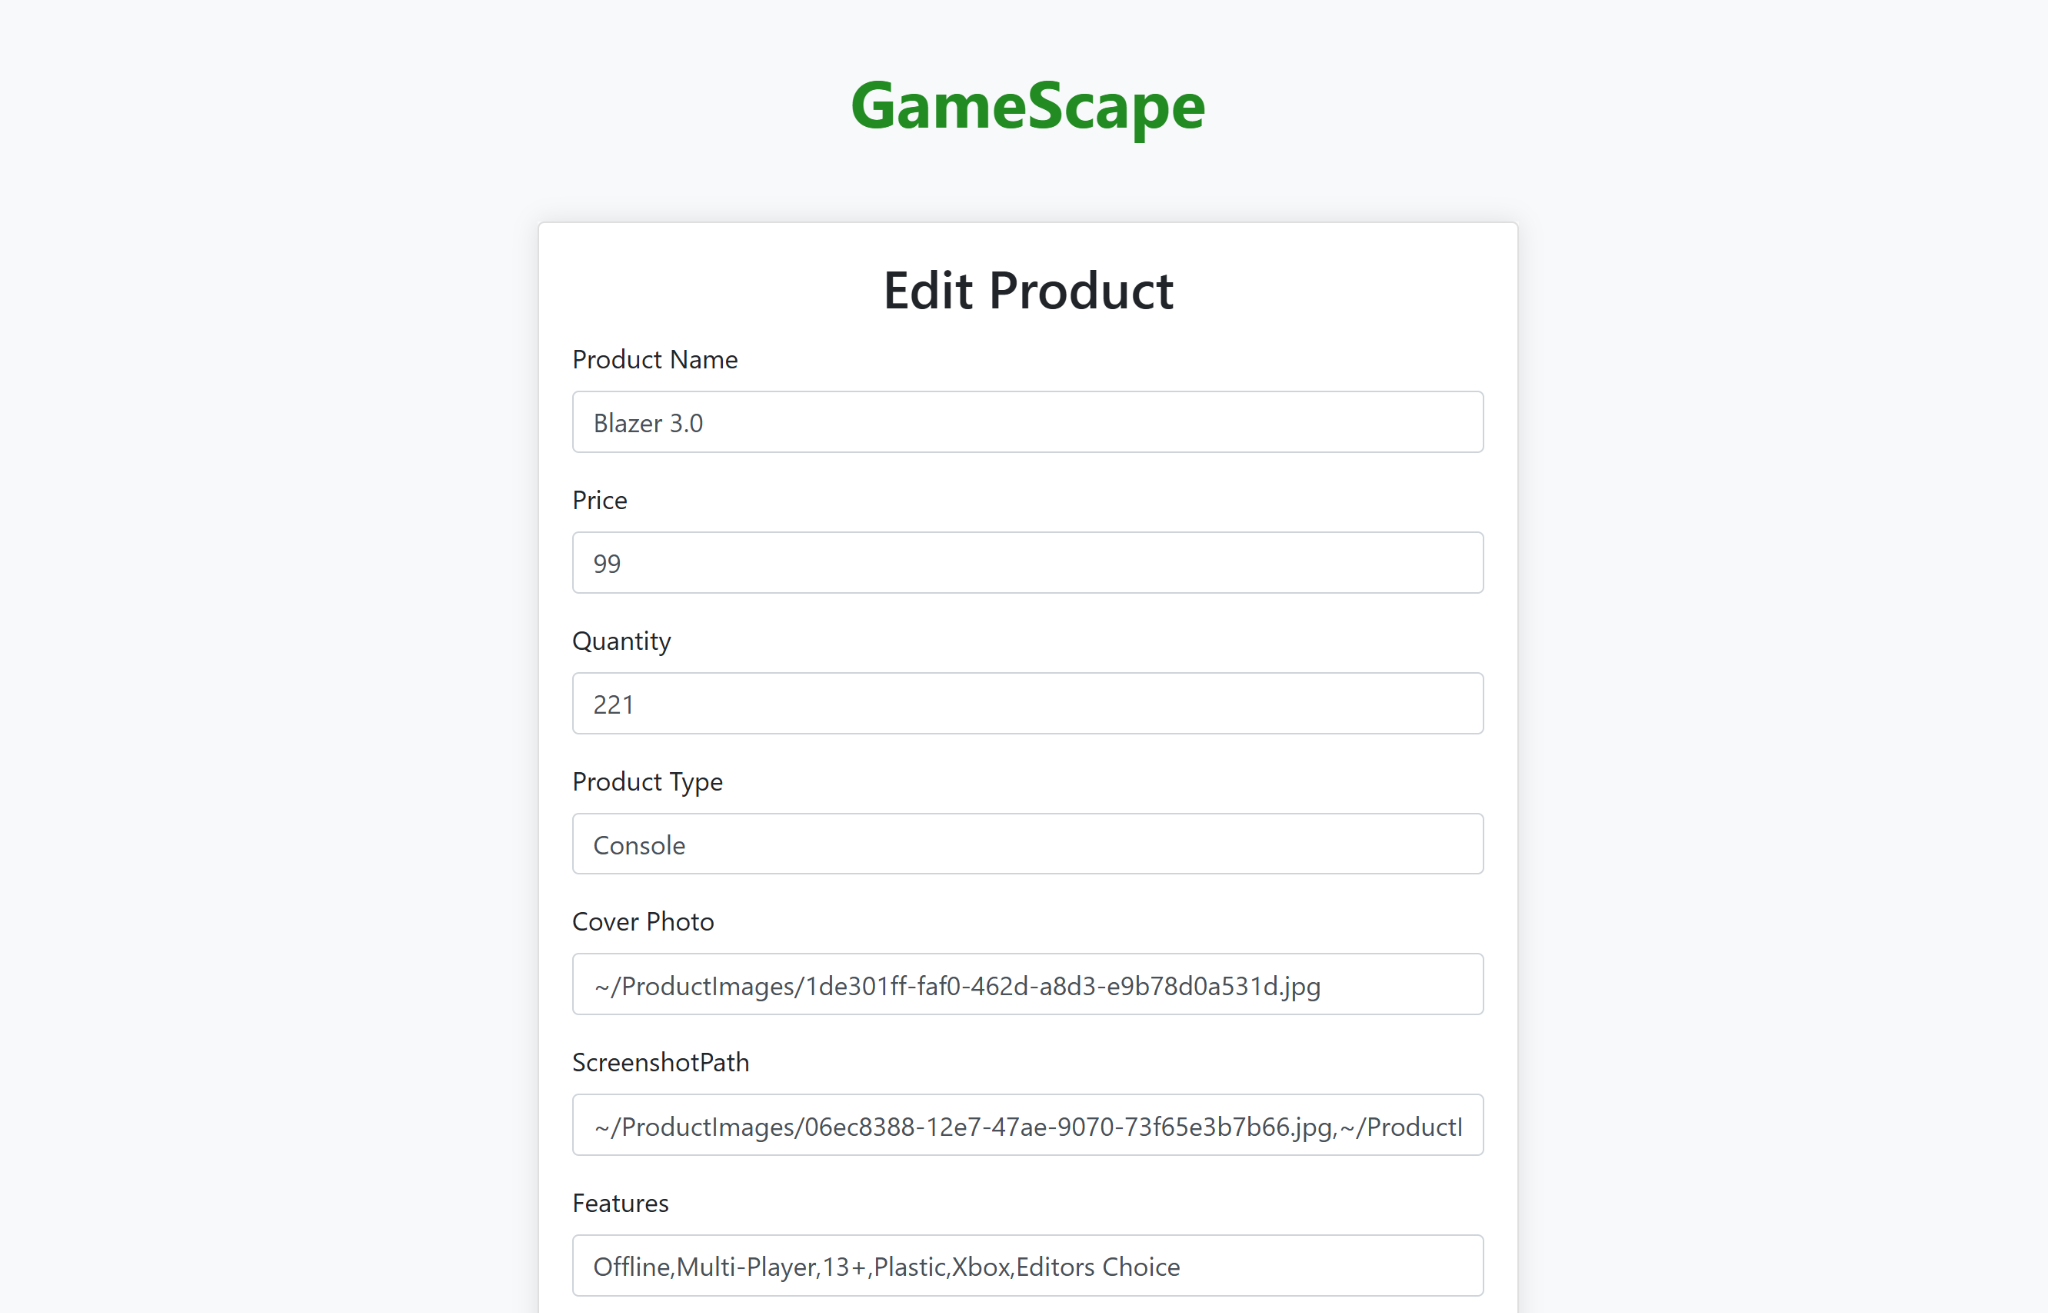 GameScape
Edit Product
Product Name
Blazer 3.0
Price
99
Quantity
221
Product Type
Console
Cover Photo
~/ProductImages/1de301ff-faf0-462d-a8d3-e9b78d0a531d.jpg
ScreenshotPath
~/ProductImages/06ec8388-12e7-47ae-9070-73f65e3b7b66.jpg,~/ProductI
Features
Offline,Multi-Player,13+,Plastic,Xbox,Editors Choice